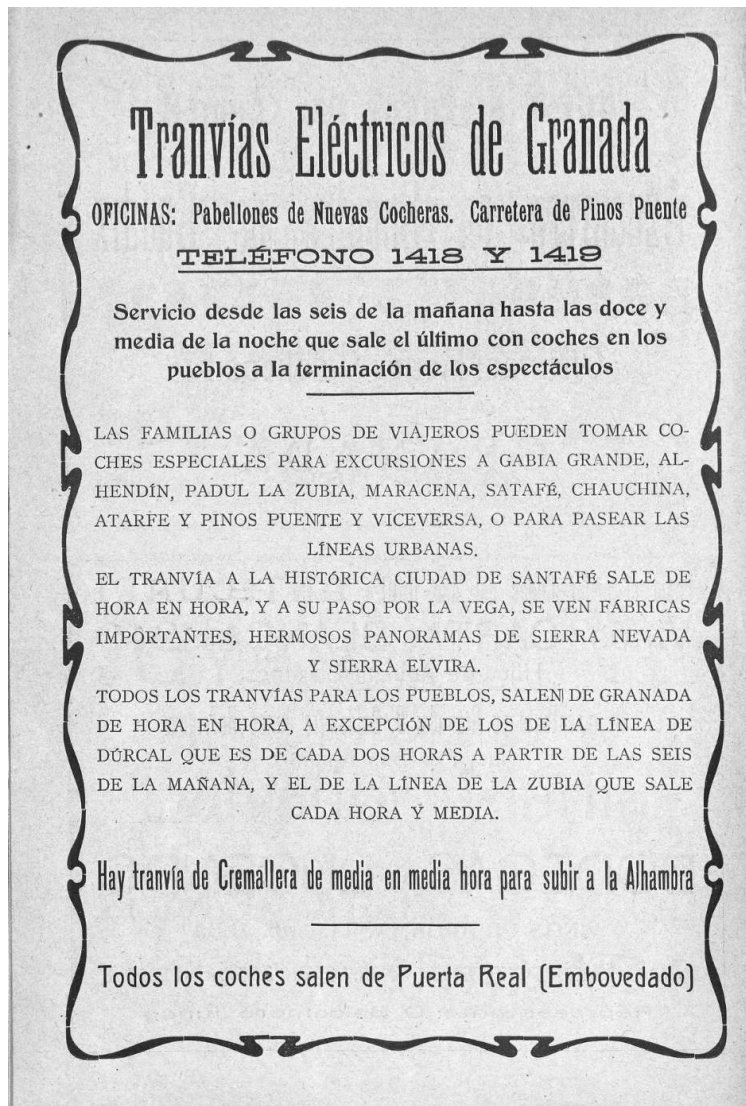 Tranvías Eléctricos de Granada
OFICINAS: Pabellones de Nuevas Cocheras. Carretera de Pinos Puente
TELÉFONO 1418 Y 1419
Servicio desde las seis de la mañana hasta las doce y
media de la noche que sale el último con coches en los
pueblos a la terminación de los espectáculos
LAS FAMILIAS O GRUPOS DE VIAJEROS PUEDEN TOMAR CO-
CHES ESPECIALES PARA EXCURSIONES A GABIA GRANDE, AL-
HENDÍN, PADUL LA ZUBIA, MARACENA, SATAFÉ, CHAUCHINA,
ATARFE Y PINOS PUENTE Y VICEVERSA, O PARA PASEAR LAS
LÍNEAS URBANAS.
EL TRANVÍA A LA HISTÓRICA CIUDAD DE SANTAFÉ SALE DE
HORA EN HORA, Y A SU PASO POR LA VEGA, SE VEN FÁBRICAS
IMPORTANTES, HERMOSOS PANORAMAS DE SIERRA NEVADA
Y SIERRA ELVIRA.
TODOS LOS TRANVÍAS PARA LOS PUEBLOS, SALEN DE GRANADA
DE HORA EN HORA, A EXCEPCIÓN DE LOS DE LA LÍNEA DE
DÚRCAL QUE ES DE CADA DOS HORAS A PARTIR DE LAS SEIS
DE LA MAÑANA, Y EL DE LA LÍNEA DE LA ZUBIA QUE SALE
CADA HORA Y MEDIA.
Hay tranvía de Cremallera de media en media hora para subir a la Alhambra
Todos los coches salen de Puerta Real (Embovedado)